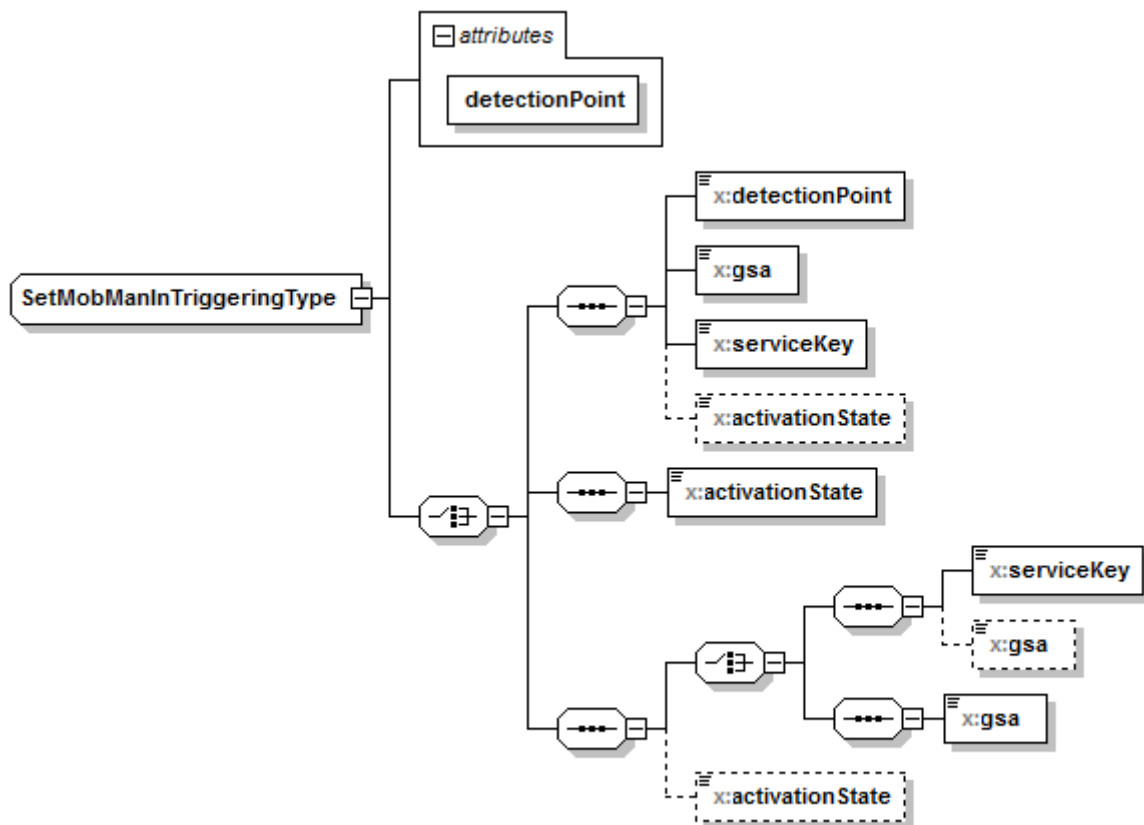 attributes
detectionPoint
x:detectionPoint
x:gsa
SetMobManInTriggeringType
x:serviceKey
x:activationState
x:activationState
x:serviceKey
x:gsa
x:gsa
x:activationState